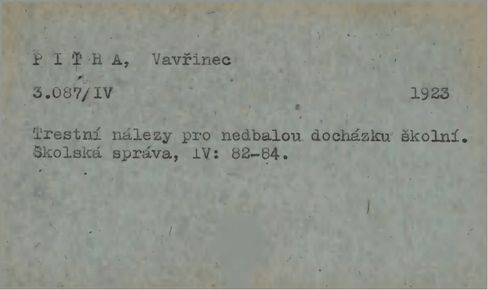 P I T R A, Vavřinec
3.087/IV 1923
Trestní nálezy pro nedbalou docházku školní.
Školská správa, IV: 82-84.